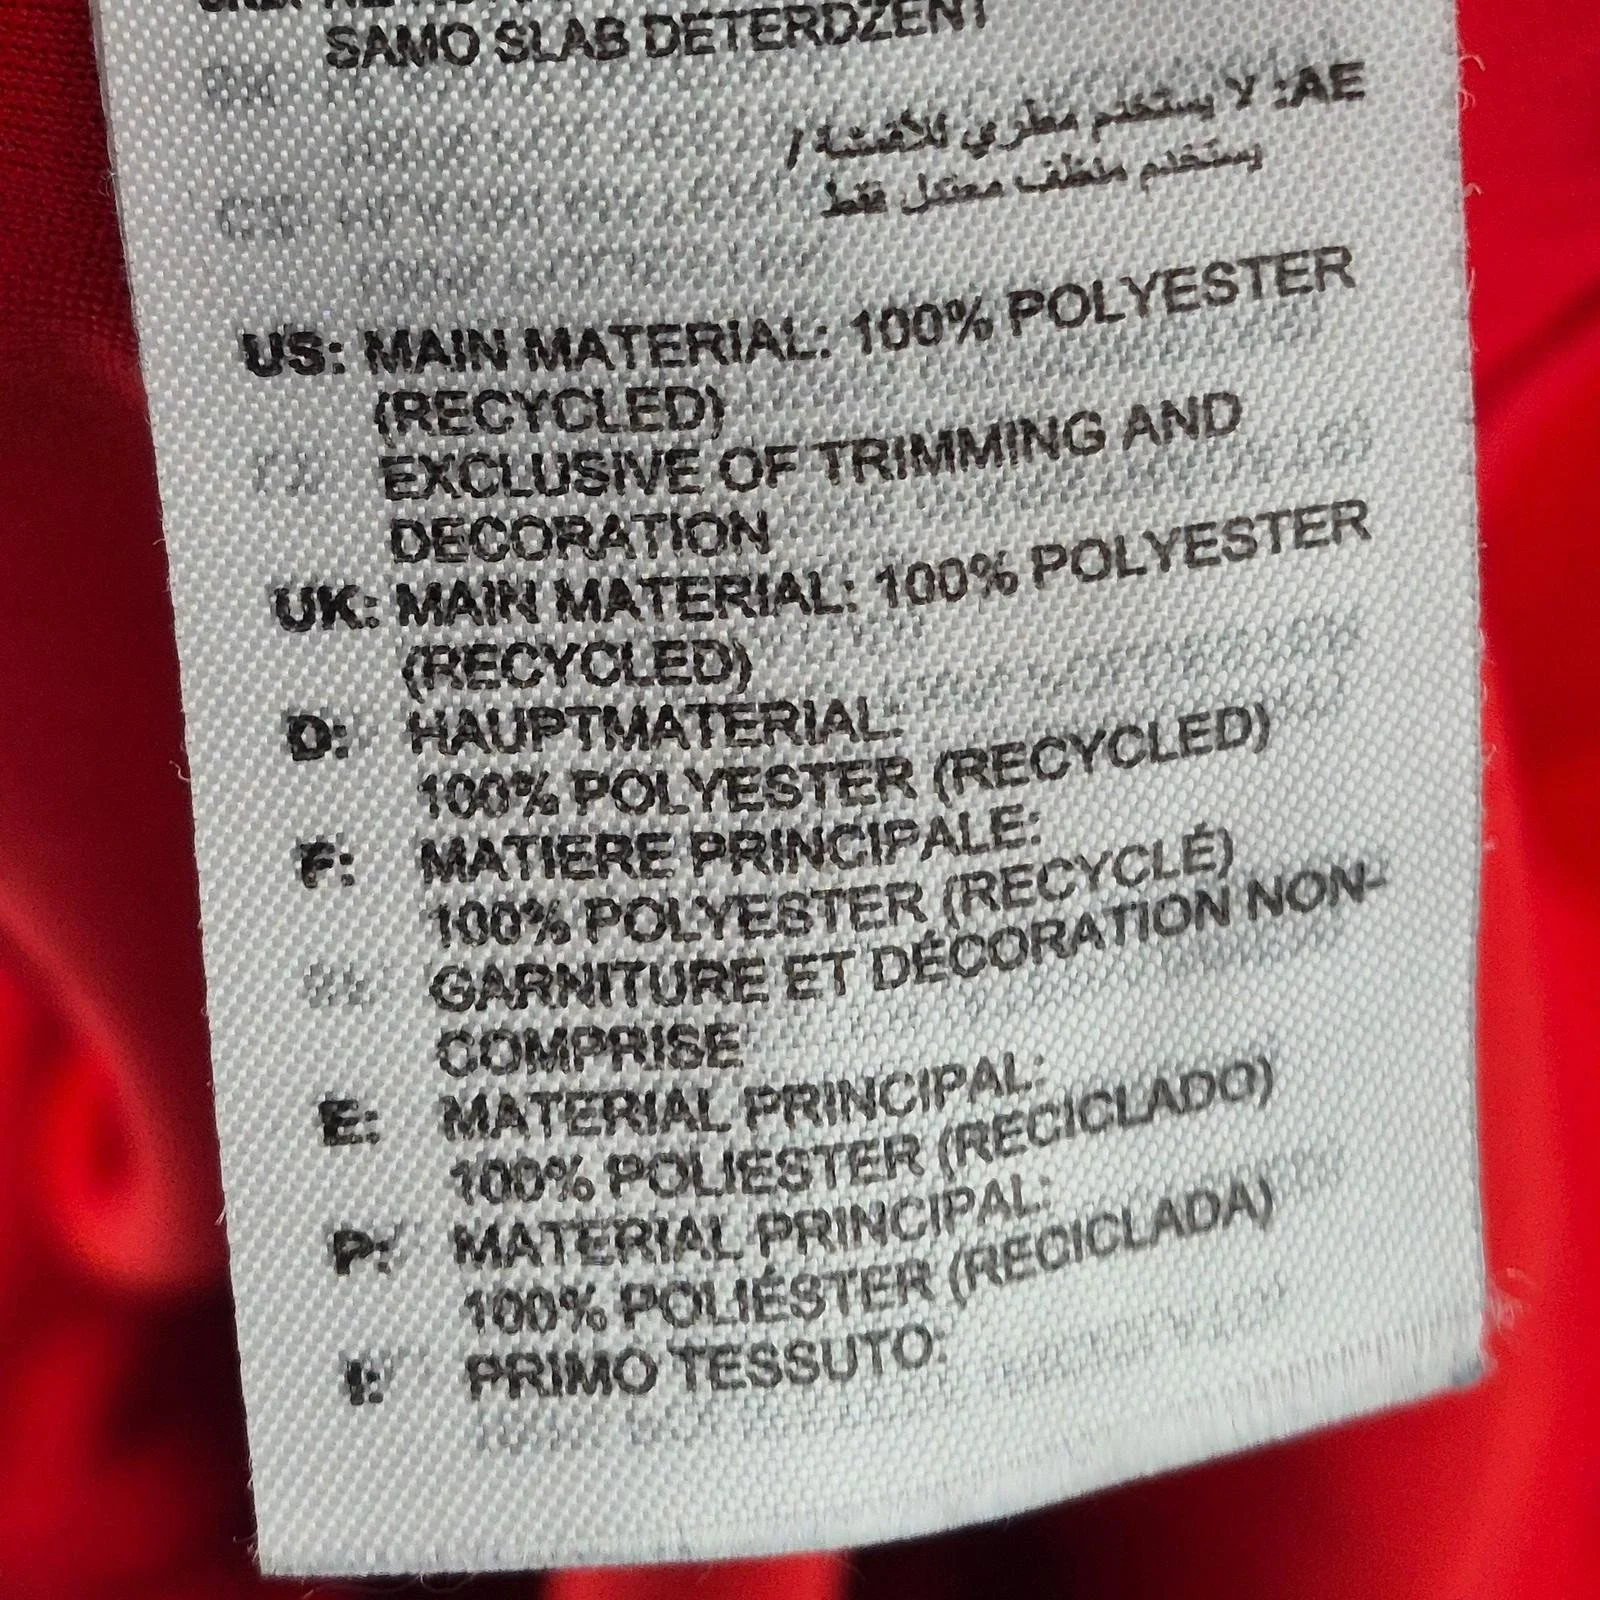 SAMO SLAB DETERDZENT
AE: لا يستخدم مطري للأقمشة /
يستخدم منظف معتدل فقط
US: MAIN MATERIAL: 100% POLYESTER
(RECYCLED)
EXCLUSIVE OF TRIMMING AND
DECORATION
UK: MAIN MATERIAL: 100% POLYESTER
(RECYCLED)
D: HAUPTMATERIAL:
100% POLYESTER (RECYCLED)
F: MATIERE PRINCIPALE:
100% POLYESTER (RECYCLÉ)
GARNITURE ET DÉCORATION NON-
COMPRISE
E: MATERIAL PRINCIPAL:
100% POLIESTER (RECICLADO)
P: MATERIAL PRINCIPAL:
100% POLIÉSTER (RECICLADA)
I: PRIMO TESSUTO: